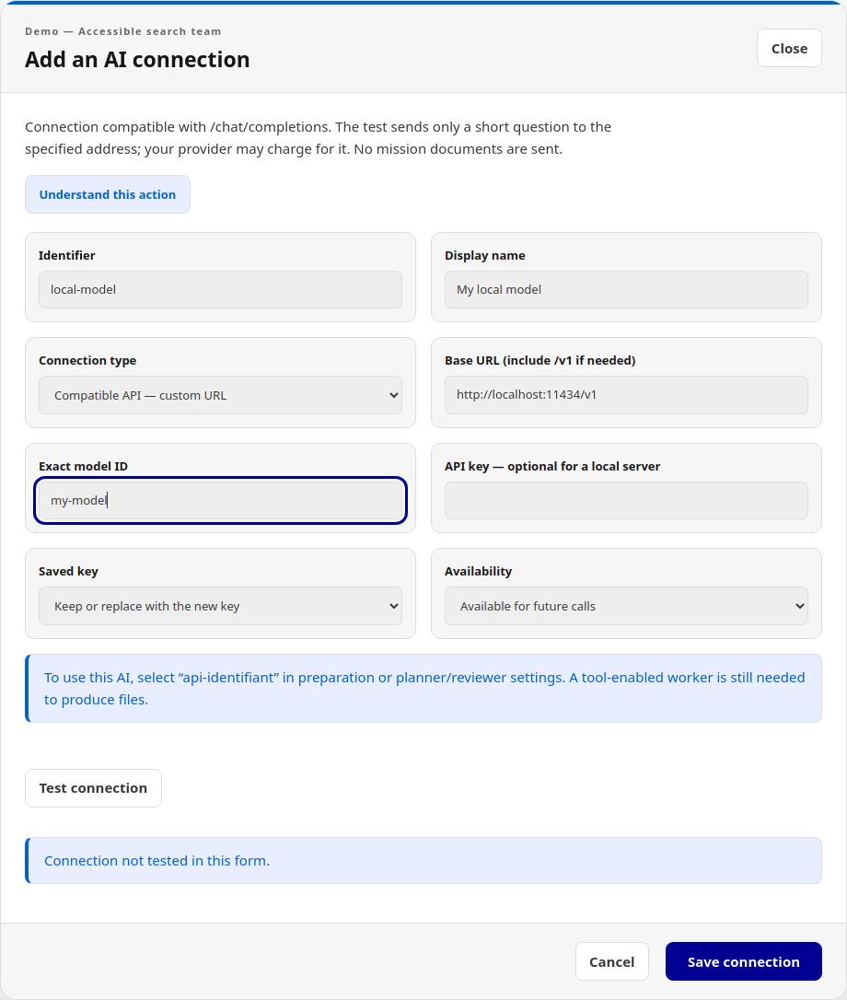 Demo — Accessible search team
Add an AI connection
Close
Connection compatible with /chat/completions. The test sends only a short question to the
specified address; your provider may charge for it. No mission documents are sent.
Understand this action
Identifier
local-model
Display name
My local model
Connection type
Compatible API — custom URL
Base URL (include /v1 if needed)
http://localhost:11434/v1
Exact model ID
my-model
API key — optional for a local server
Saved key
Keep or replace with the new key
Availability
Available for future calls
To use this AI, select “api-identifiant” in preparation or planner/reviewer settings. A tool-enabled worker is still needed
to produce files.
Test connection
Connection not tested in this form.
Cancel
Save connection